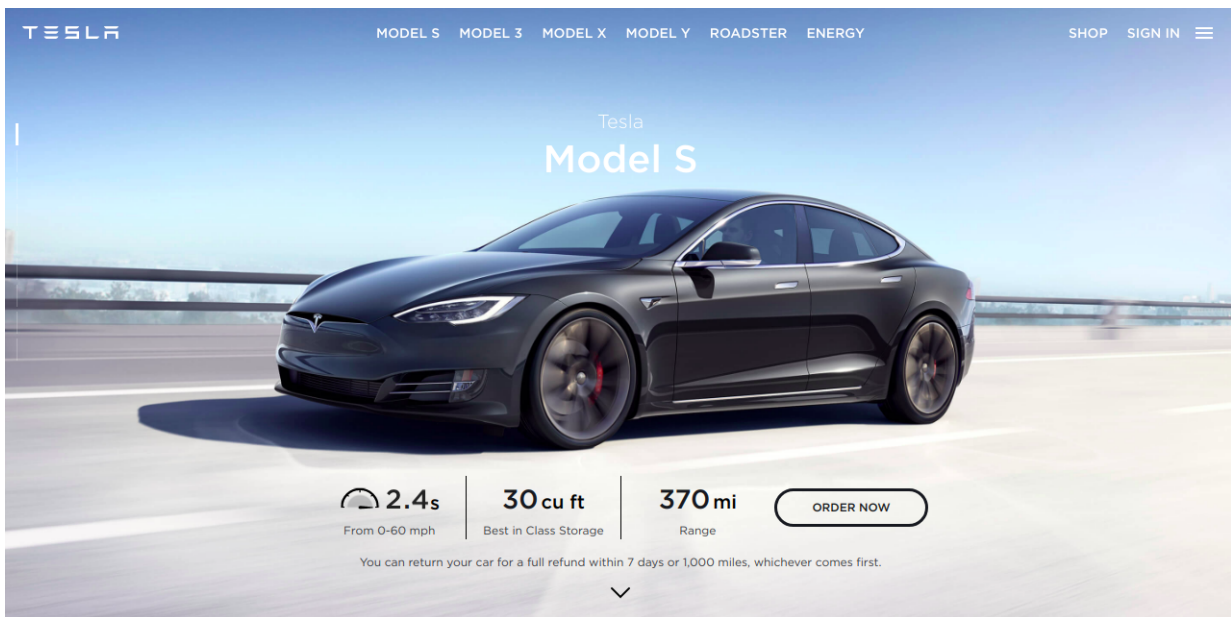 TESLA
MODEL S MODEL 3 MODEL X MODEL Y ROADSTER ENERGY
SHOP SIGN IN
Tesla
Model S
2.4s
From 0-60 mph
30 cu ft
Best in Class Storage
370 mi
Range
ORDER NOW
You can return your car for a full refund within 7 days or 1,000 miles, whichever comes first.